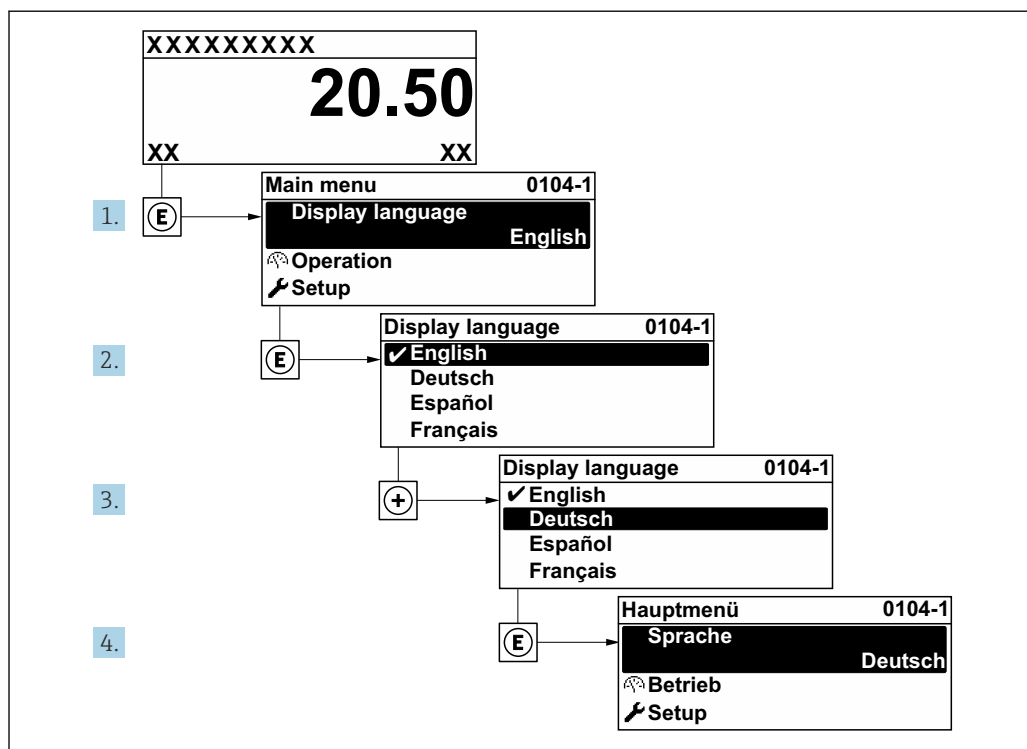 XXXXXXXXX
20.50
XX XX
1.
E
Main menu 0104-1
Display language
English
Operation
Setup
2.
E
Display language 0104-1
✔English
Deutsch
Español
Français
3.
+
Display language 0104-1
✔English
Deutsch
Español
Français
4.
E
Hauptmenü 0104-1
Sprache
Deutsch
Betrieb
Setup